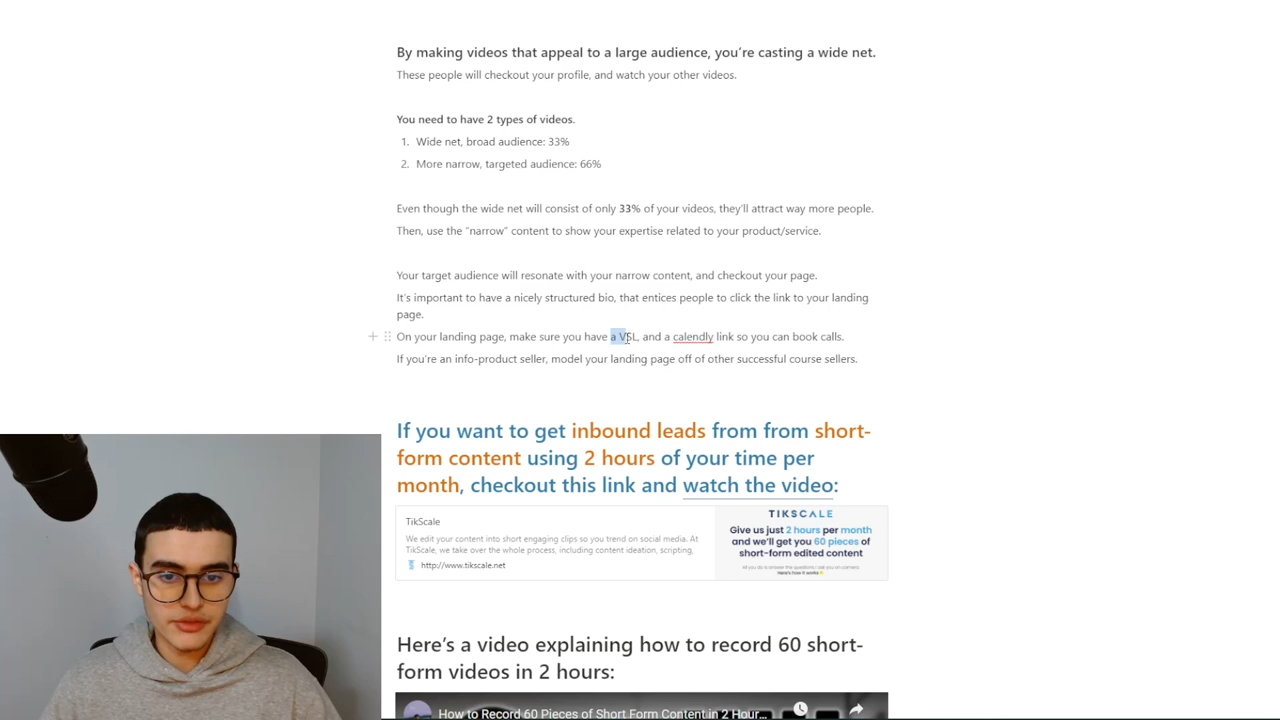 By making videos that appeal to a large audience, you're casting a wide net.
These people will checkout your profile, and watch your other videos.
You need to have 2 types of videos.
1. Wide net, broad audience: 33%
2. More narrow, targeted audience: 66%
Even though the wide net will consist of only 33% of your videos, they'll attract way more people.
Then, use the "narrow" content to show your expertise related to your product/service.
Your target audience will resonate with your narrow content, and checkout your page.
It's important to have a nicely structured bio, that entices people to click the link to your landing
page.
On your landing page, make sure you have a VSL, and a calendly link so you can book calls.
If you're an info-product seller, model your landing page off of other successful course sellers.
If you want to get inbound leads from from short-
form content using 2 hours of your time per
month, checkout this link and watch the video:
TikScale
We edit your content into short engaging clips so you trend on social media. At
TikScale, we take over the whole process, including content ideation, scripting,
http://www.tikscale.net
TIKSCALE
Give us just 2 hours per month
and we'll get you 60 pieces of
short-form edited content
Here's how it works
Here's a video explaining how to record 60 short-
form videos in 2 hours:
How to Record 60 Pieces of Short Form Content in 2 Hour...